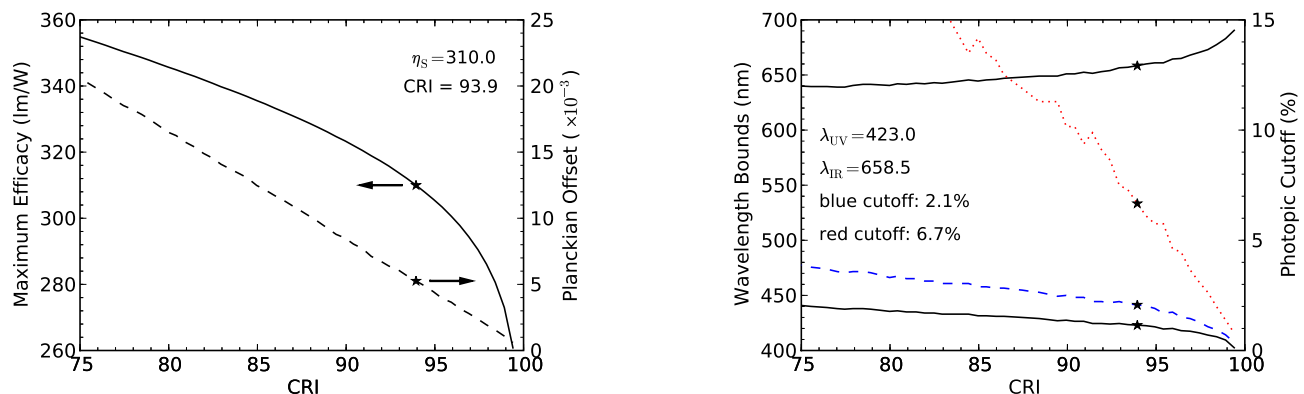 360
340
320
300
280
260
Maximum Efficacy (lm/W)
75
80
85
90
95
100
CRI
25
20
15
10
5
0
Planckian Offset ( ×10⁻³)
ηS=310.0
CRI = 93.9
700
650
600
550
500
450
400
Wavelength Bounds (nm)
75
80
85
90
95
100
CRI
15
10
5
0
Photopic Cutoff (%)
λUV=423.0
λIR=658.5
blue cutoff: 2.1%
red cutoff: 6.7%